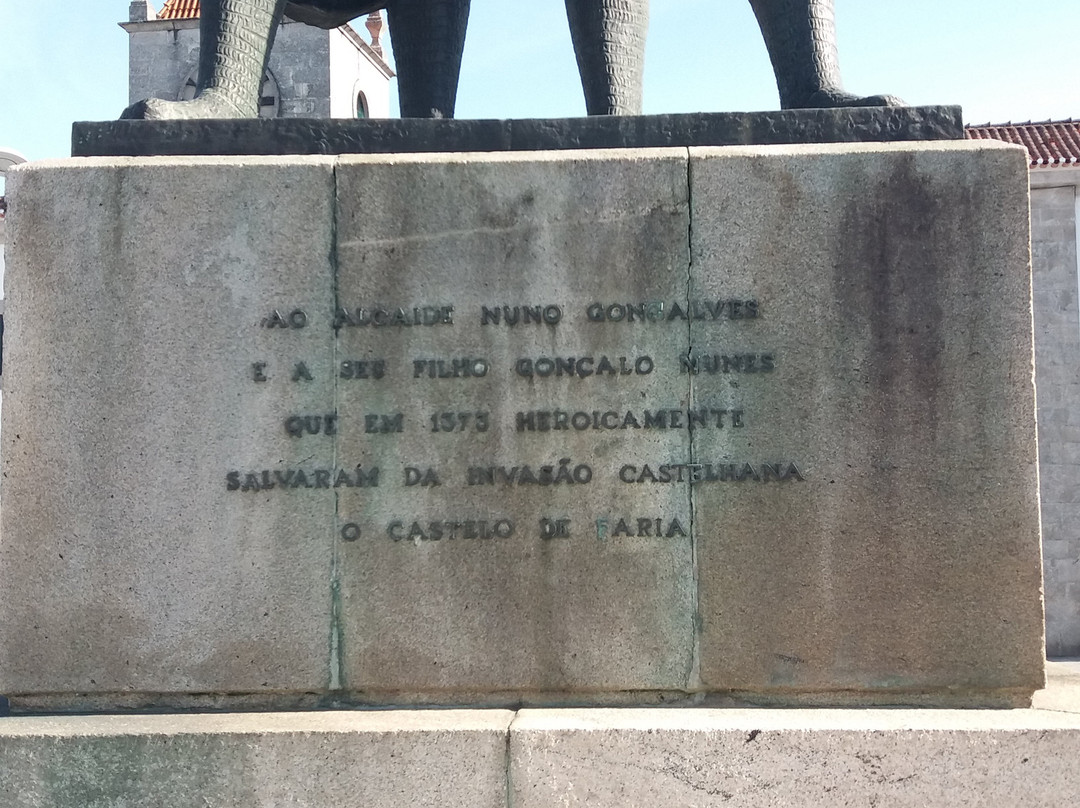 AO ALCAIDE NUNO GONÇALVES
E A SEU FILHO GONÇALO NUNES
QUE EM 1373 HEROICAMENTE
SALVARAM DA INVASÃO CASTELHANA
O CASTELO DE FARIA